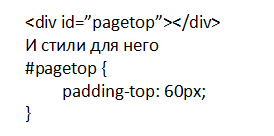 <div id=”pagetop”></div>
И стили для него
#pagetop {
padding-top: 60px;
}